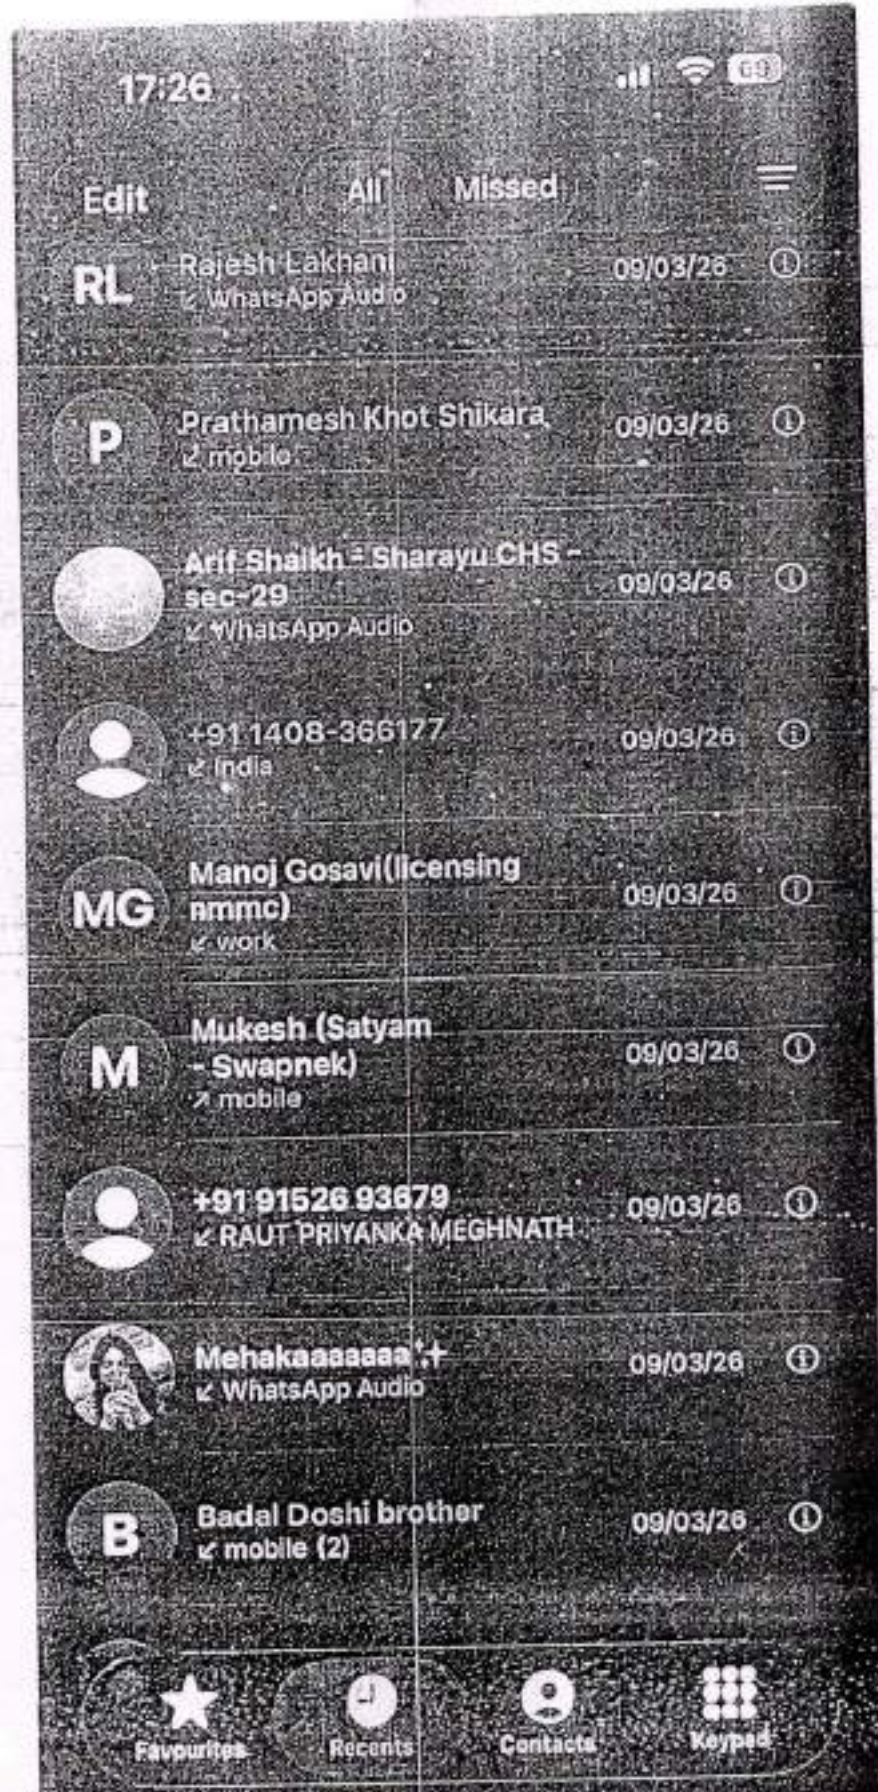 17:26
69
Edit
All
Missed
RL
Rajesh Lakhani
09/03/26
↙ WhatsApp Audio
P
Prathamesh Khot Shikara
09/03/26
↙ mobile
Arif Shaikh - Sharayu CHS -
sec-29
09/03/26
↙ WhatsApp Audio
+91 1408-366177
09/03/26
↙ India
MG
Manoj Gosavi(licensing
nmmc)
09/03/26
↙ work
M
Mukesh (Satyam
- Swapnek)
09/03/26
↗ mobile
+91 91526 93679
09/03/26
↙ RAUT PRIYANKA MEGHNATH
Mehakaaaaaaa
09/03/26
↙ WhatsApp Audio
B
Badal Doshi brother
09/03/26
↙ mobile (2)
Favourites
Recents
Contacts
Keypad